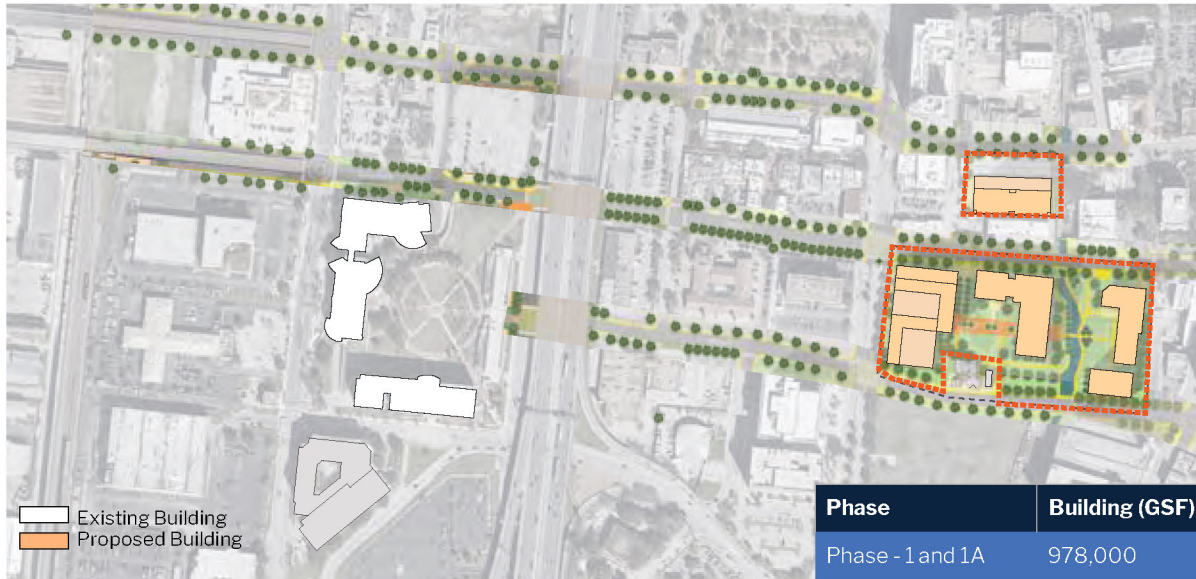 Existing Building
Proposed Building
Phase Building (GSF)
Phase - 1 and 1A 978,000